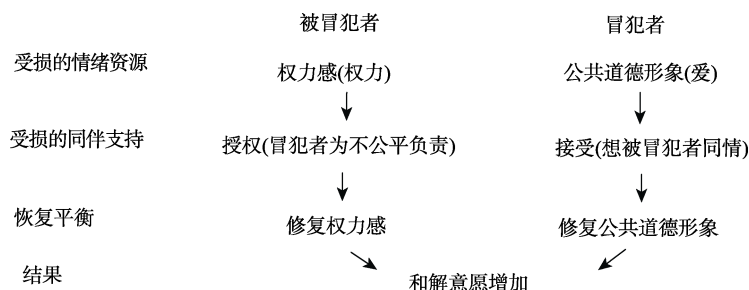 被冒犯者 冒犯者
受损的情绪资源 权力感(权力) 公共道德形象(爱)
受损的同伴支持 授权(冒犯者为不公平负责) 接受(想被冒犯者同情)
恢复平衡 修复权力感 修复公共道德形象
结果 和解意愿增加